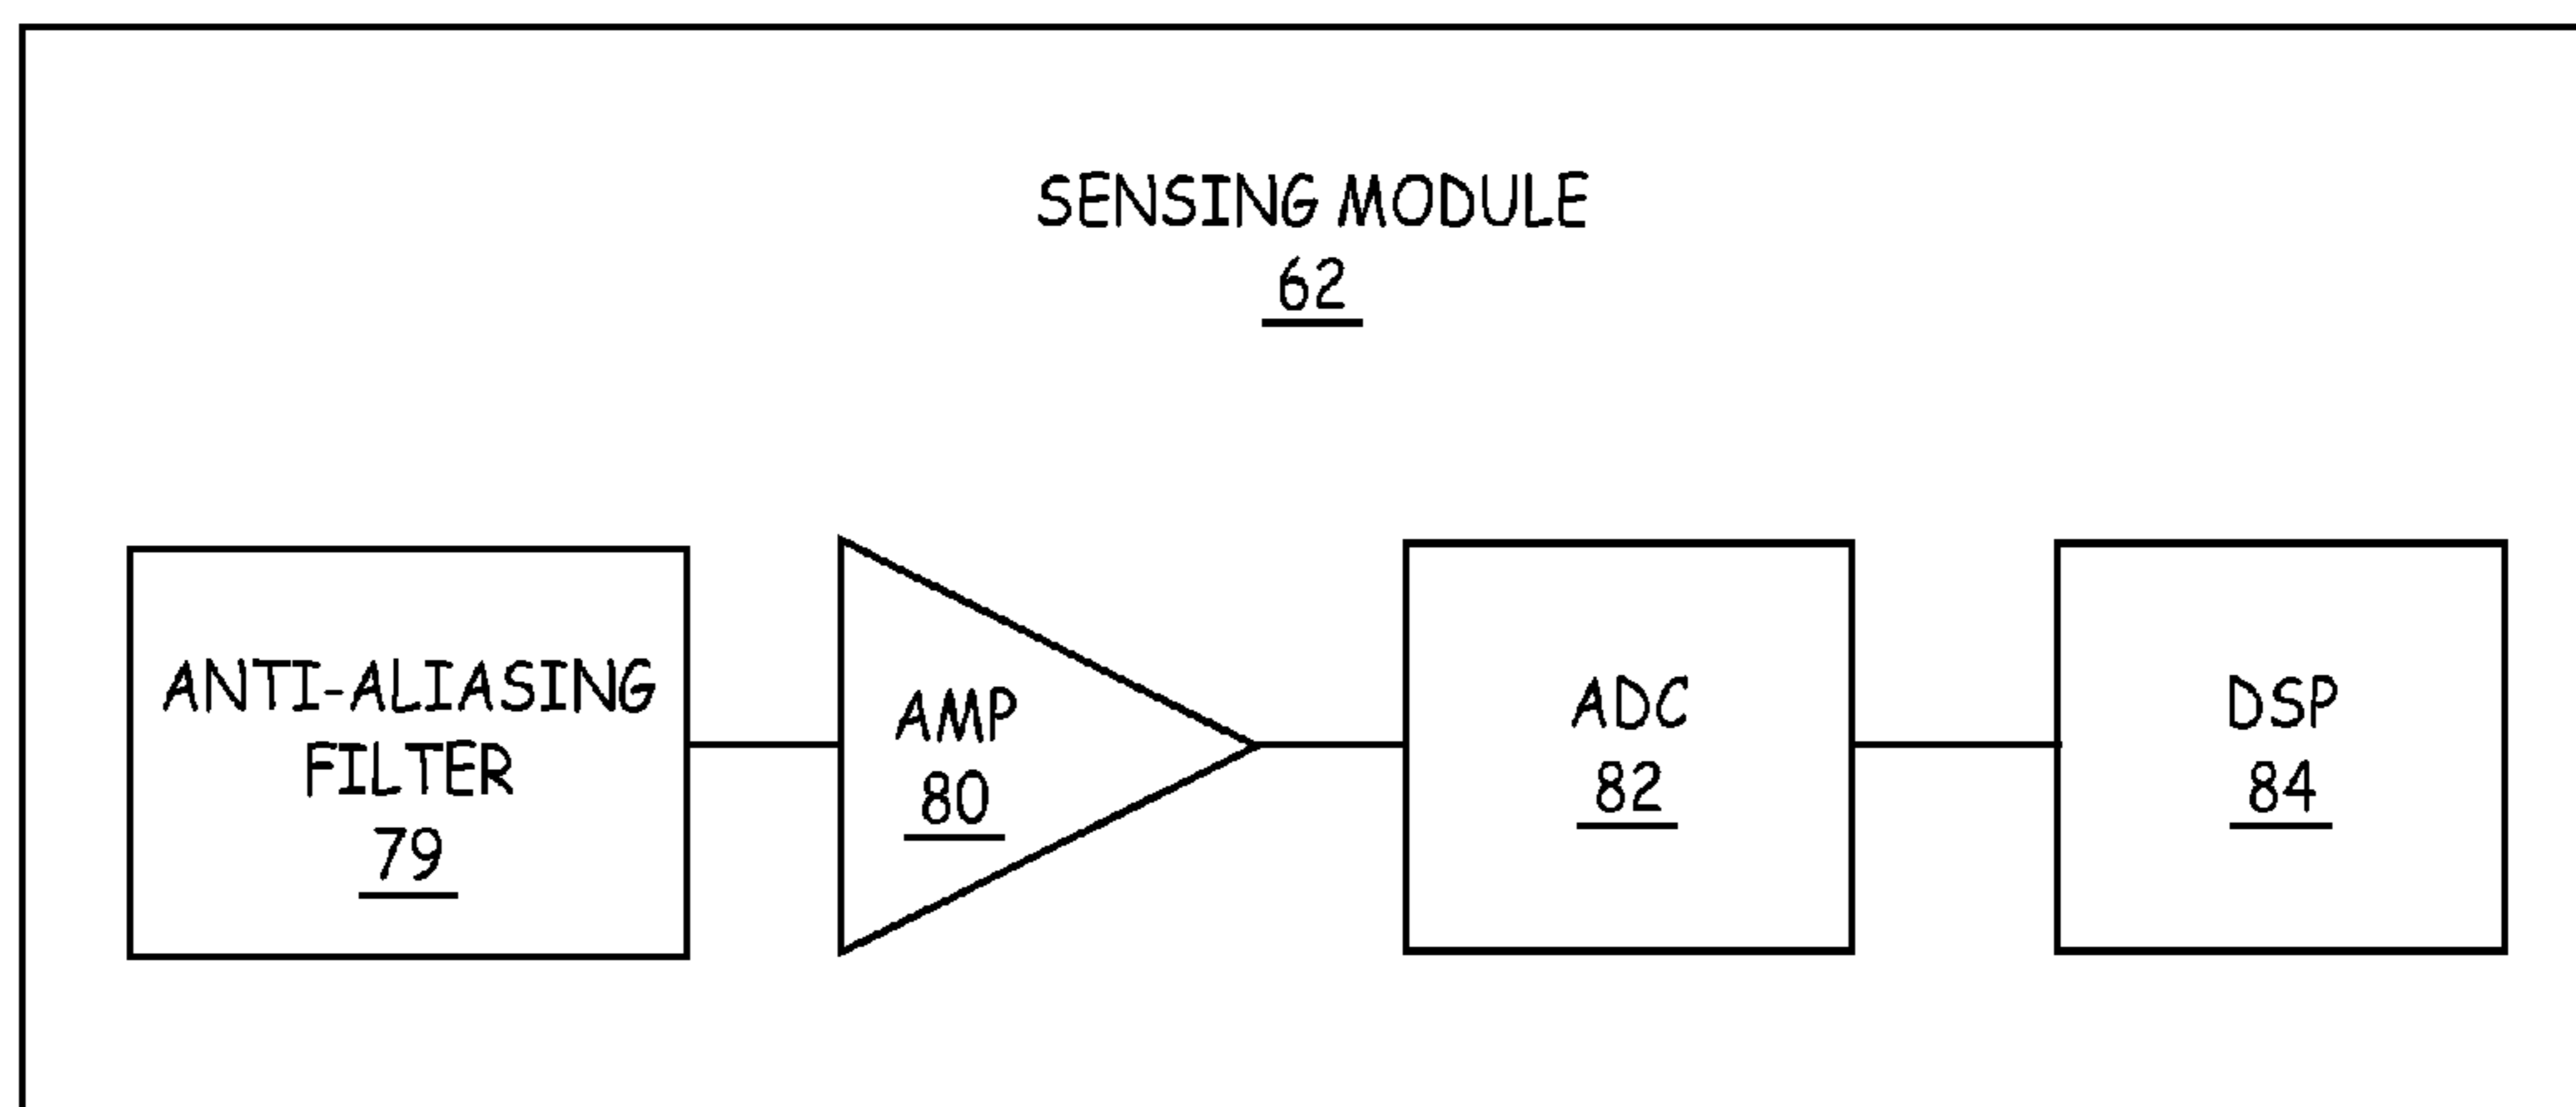 SENSING MODULE
62
ANTI-ALIASING
FILTER
79
AMP
80
ADC
82
DSP
84